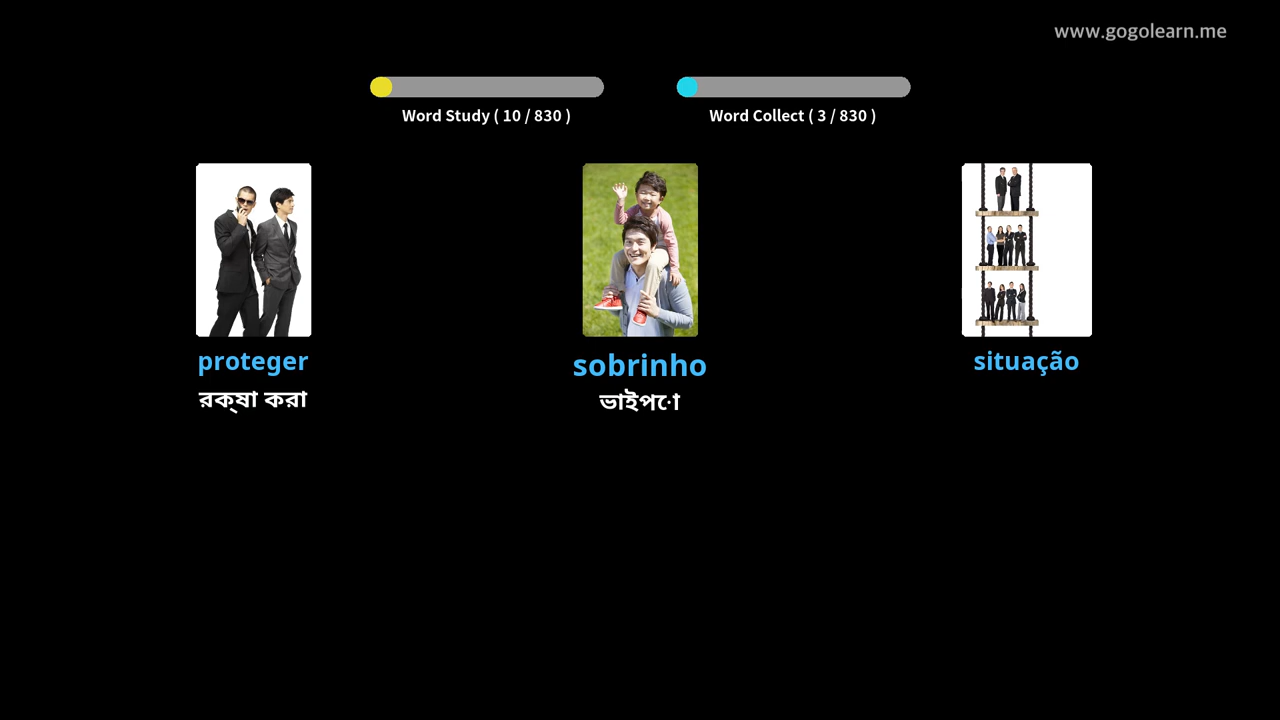 www.gogolearn.me
Word Study ( 10 / 830 )
Word Collect ( 3 / 830 )
proteger
sobrinho
situação
রক্ষা করা
ভাইপো